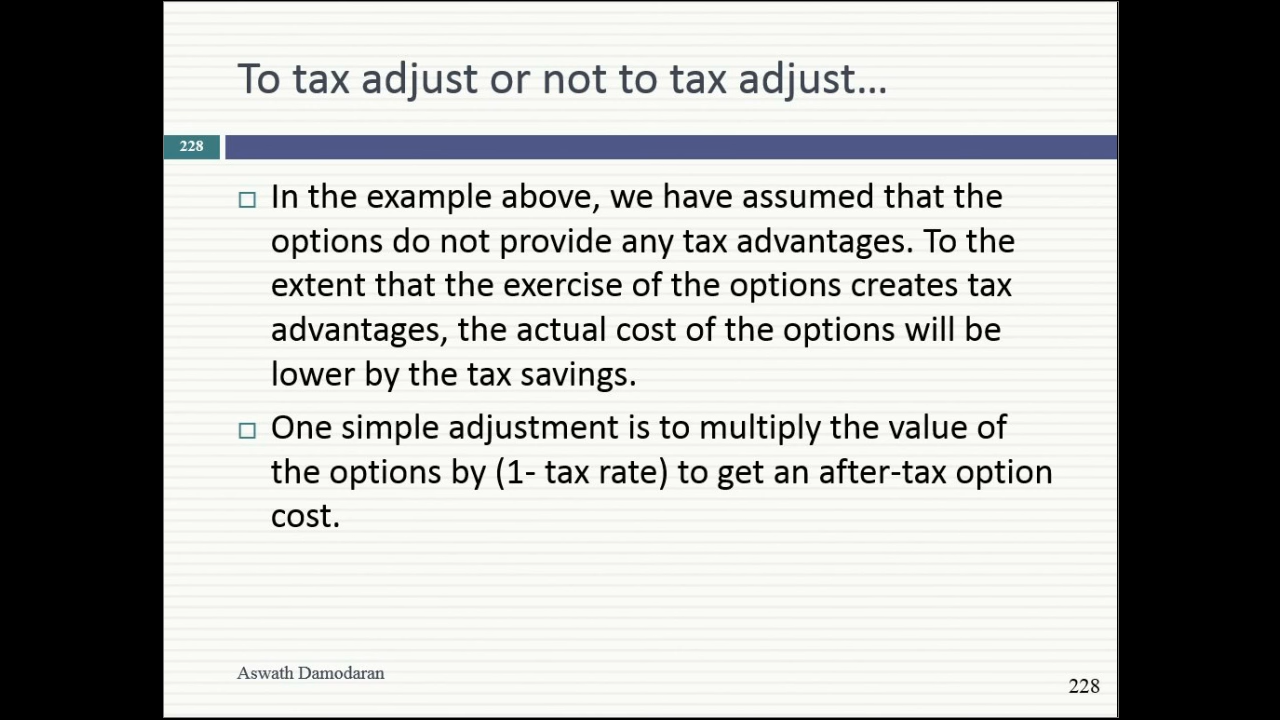 To tax adjust or not to tax adjust...
228
In the example above, we have assumed that the
options do not provide any tax advantages. To the
extent that the exercise of the options creates tax
advantages, the actual cost of the options will be
lower by the tax savings.
One simple adjustment is to multiply the value of
the options by (1- tax rate) to get an after-tax option
cost.
Aswath Damodaran
228